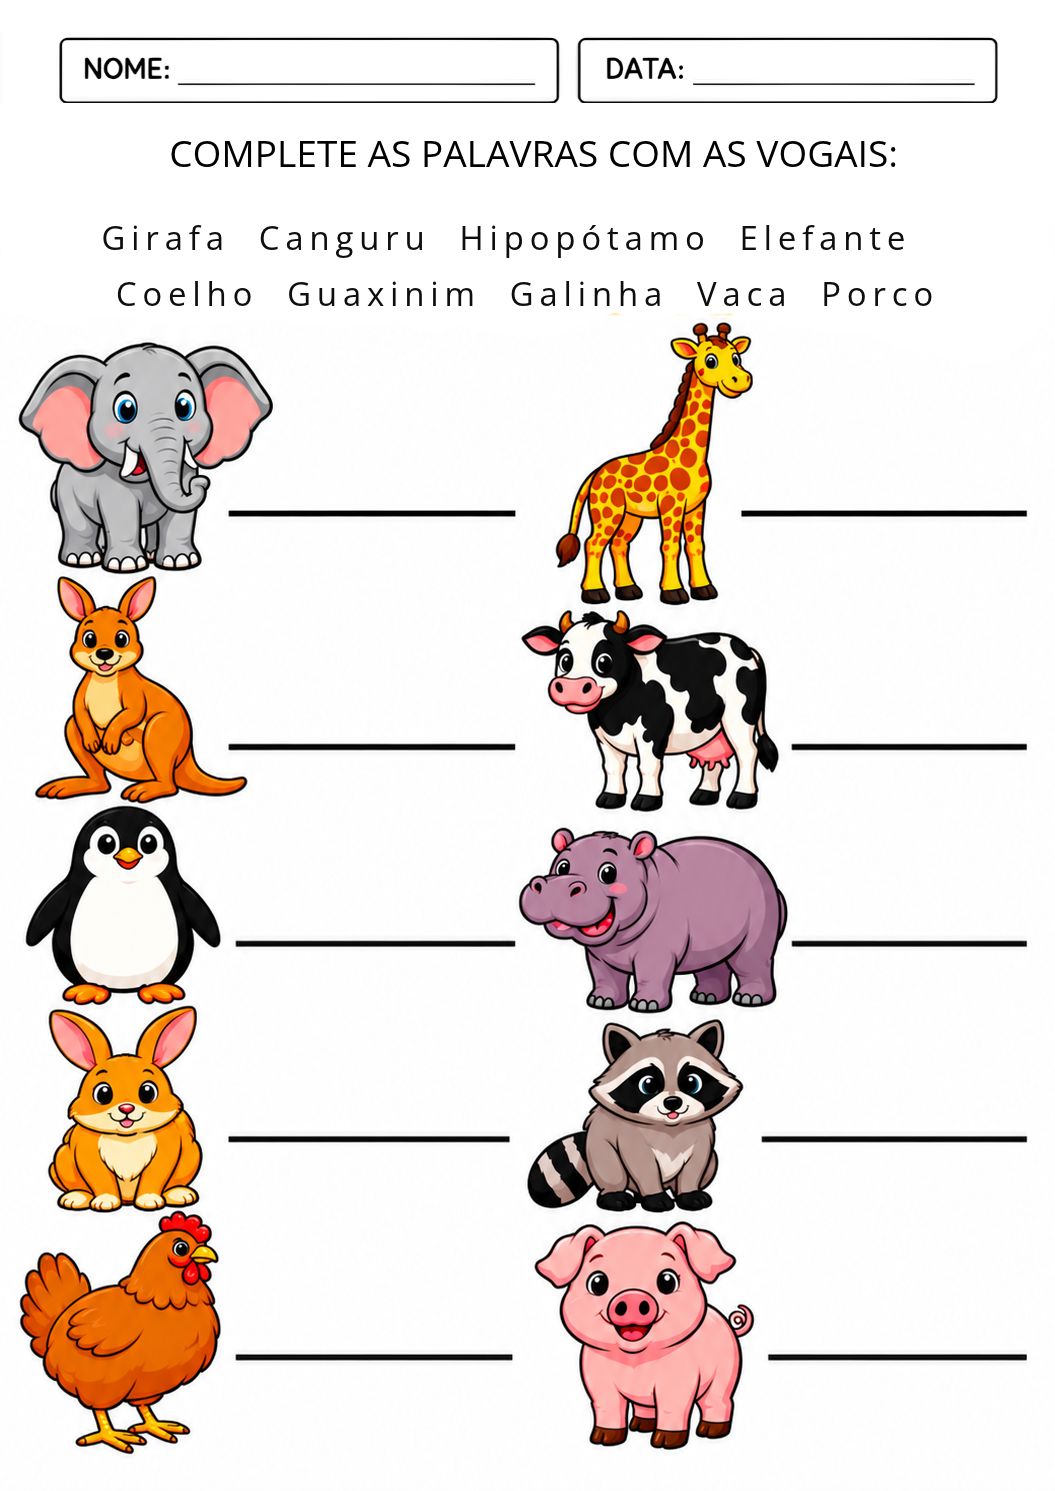 NOME: DATA:
COMPLETE AS PALAVRAS COM AS VOGAIS:
Girafa Canguru Hipopótamo Elefante
Coelho Guaxinim Galinha Vaca Porco